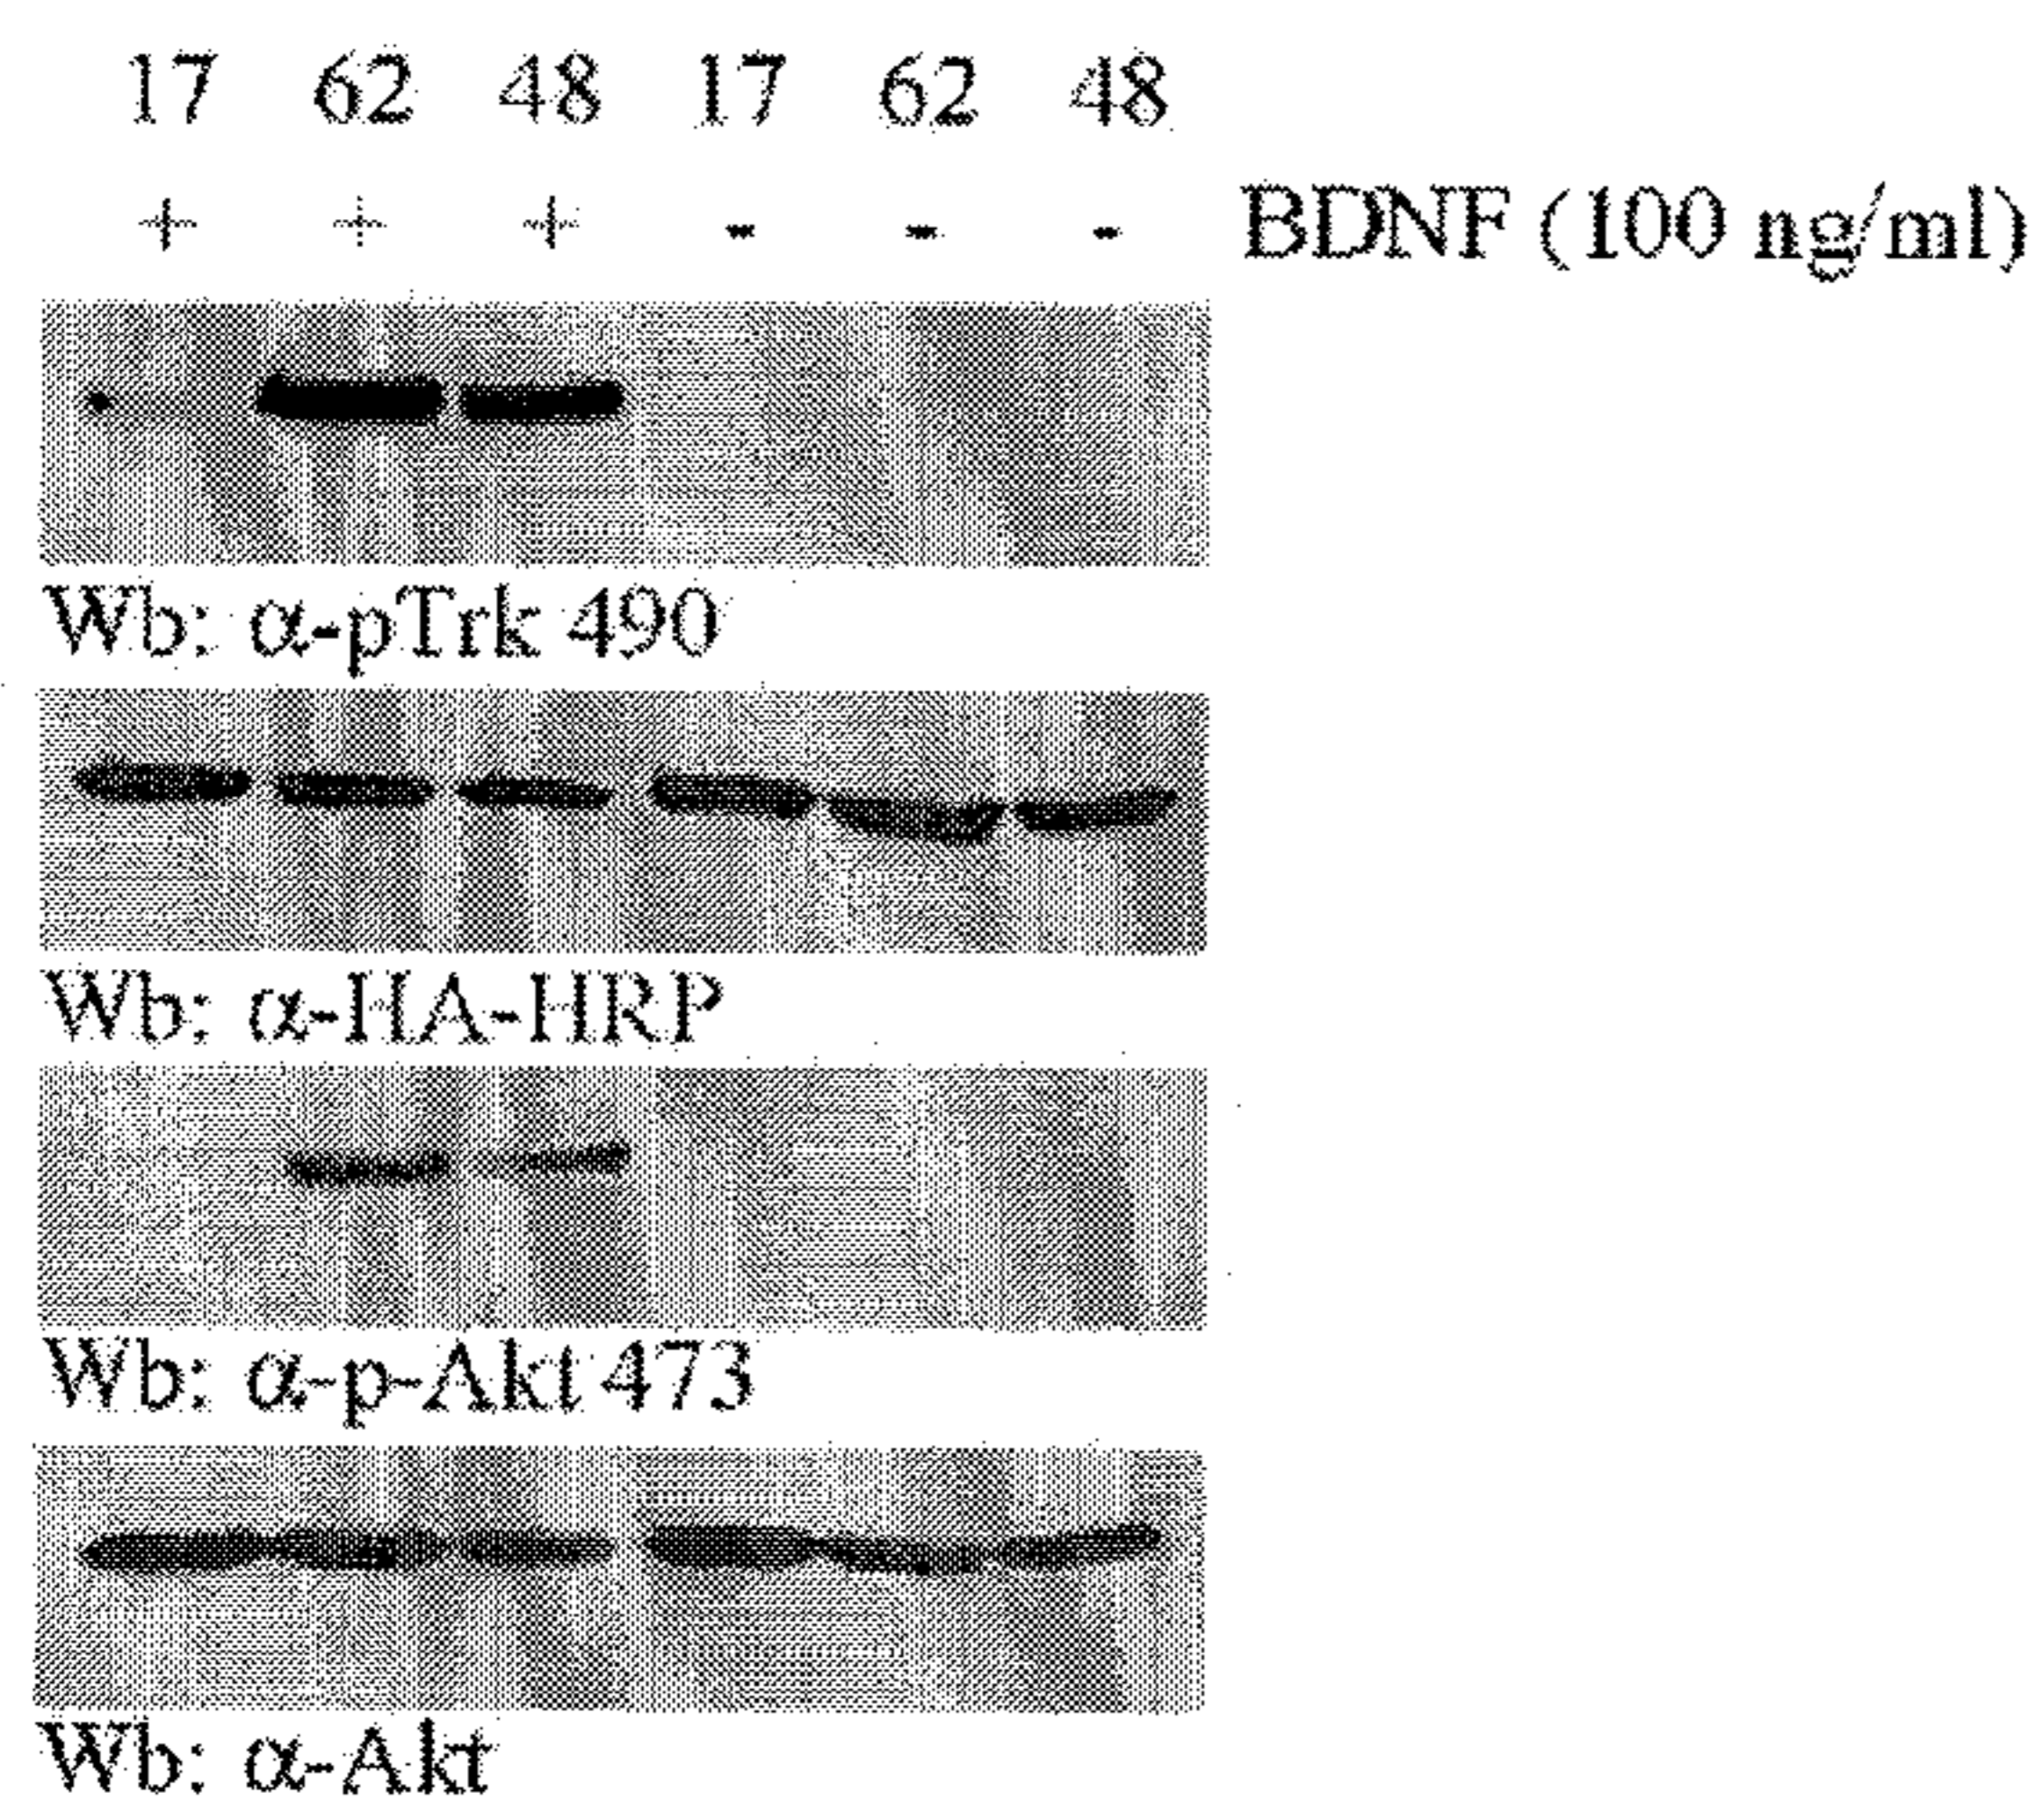 17 62 48 17 62 48
+ + + - - - BDNF (100 ng/ml)
Wb: α-pTrk 490
Wb: α-HA-HRP
Wb: α-p-Akt 473
Wb: α-Akt